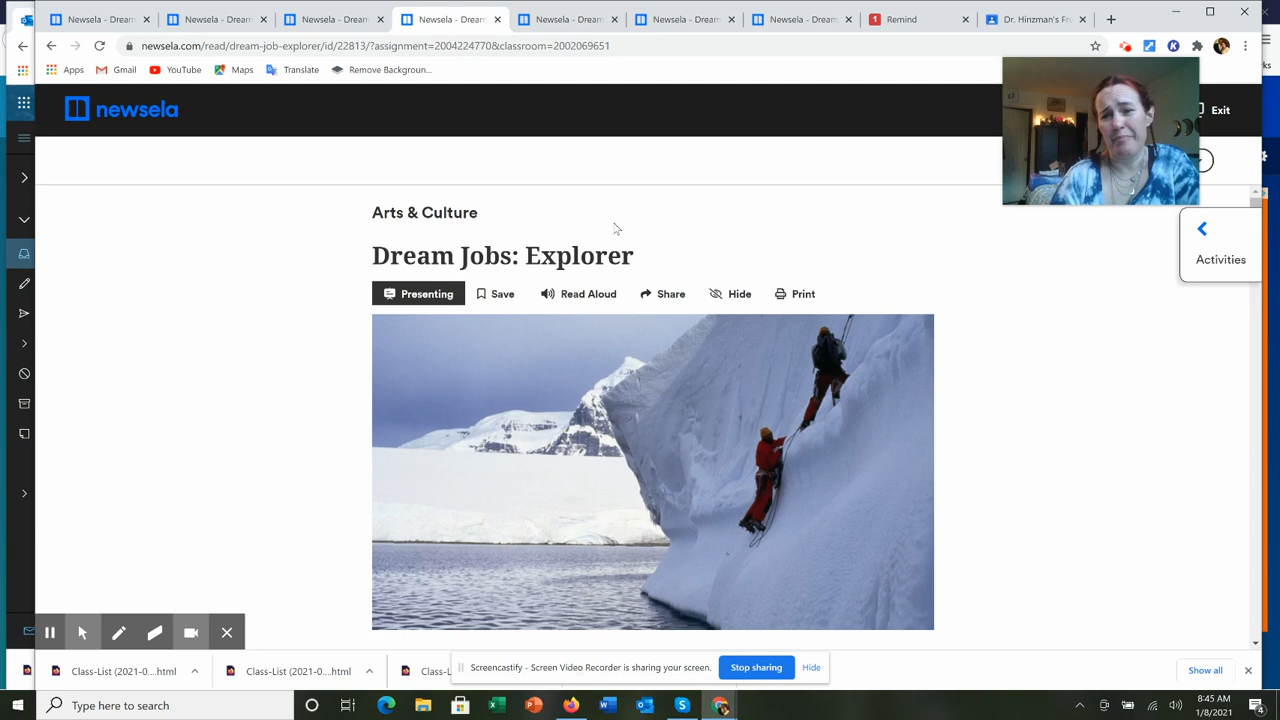 Newsela - Dream
Newsela - Dream
Newsela - Dream
Newsela - Dream
Newsela - Dream
Newsela - Dream
Newsela - Dream
Remind
Dr. Hinzman's Fre
newsela.com/read/dream-job-explorer/id/22813/?assignment=2004224770&classroom=2002069651
Apps
Gmail
YouTube
Maps
Translate
Remove Backgroun...
newsela
Exit
Arts & Culture
Activities
Dream Jobs: Explorer
Presenting
Save
Read Aloud
Share
Hide
Print
Class-List (2021-0....html
Class-List (2021-0....html
Class-L
Screencastify - Screen Video Recorder is sharing your screen.
Stop sharing
Hide
Show all
Type here to search
8:45 AM
1/8/2021
4